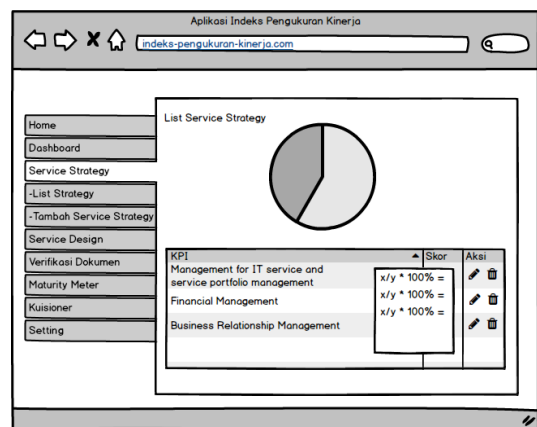 Aplikasi Indeks Pengukuran Kinerja
indeks-pengukuran-kinerja.com
Home
Dashboard
Service Strategy
-List Strategy
-Tambah Service Strategy
Service Design
Verifikasi Dokumen
Maturity Meter
Kuisioner
Setting
List Service Strategy
KPI Skor Aksi
Management for IT service and
service portfolio management
x/y * 100% =
Financial Management
x/y * 100% =
Business Relationship Management
x/y * 100% =